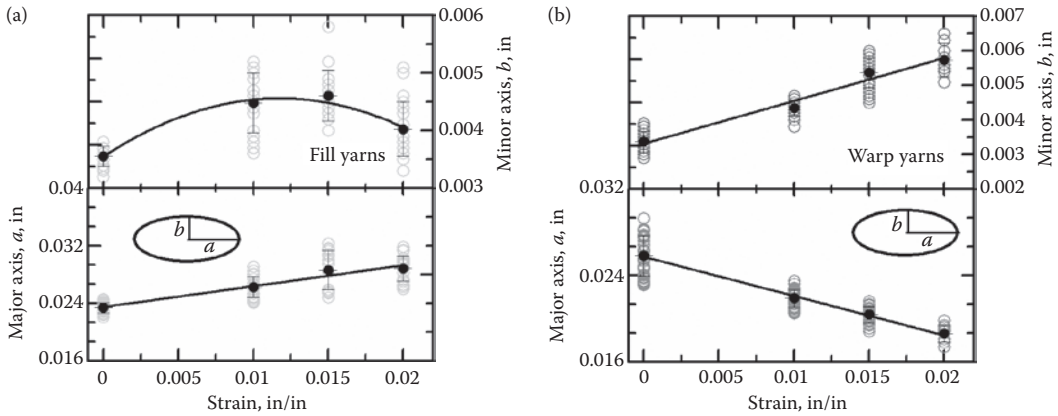 (a)
0.006
0.005
0.004
0.003
Minor axis, b, in
Fill yarns
0.04
0.032
0.024
0.016
Major axis, a, in
b
a
0
0.005
0.01
0.015
0.02
Strain, in/in
(b)
0.007
0.006
0.005
0.004
0.003
0.002
Minor axis, b, in
Warp yarns
0.032
0.024
0.016
Major axis, a, in
b
a
0
0.005
0.01
0.015
0.02
Strain, in/in